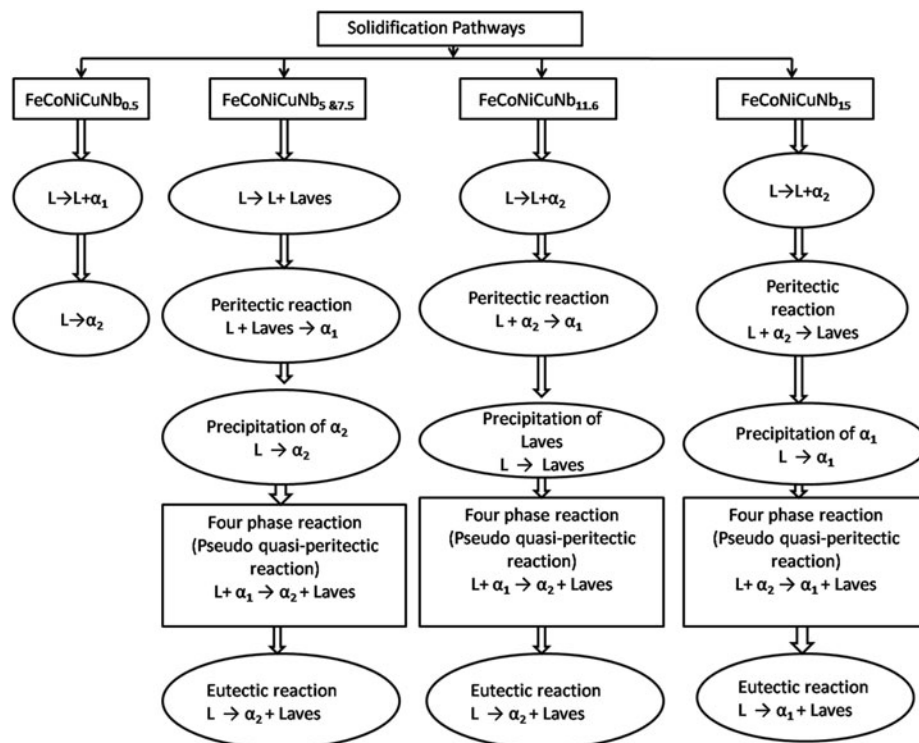 Solidification Pathways
FeCoNiCuNb₀.₅
FeCoNiCuNb₅ &₇.₅
FeCoNiCuNb₁₁.₆
FeCoNiCuNb₁₅
L→L+α₁
L→ L+ Laves
L→L+α₂
L→L+α₂
L→α₂
Peritectic reaction
L + Laves → α₁
Peritectic reaction
L + α₂ → α₁
Peritectic
reaction
L + α₂ → Laves
Precipitation of α₂
L → α₂
Precipitation of
Laves
L → Laves
Precipitation of α₁
L → α₁
Four phase reaction
(Pseudo quasi-peritectic
reaction)
L+ α₁ → α₂ + Laves
Four phase reaction
(Pseudo quasi-peritectic
reaction)
L+ α₁ → α₂ + Laves
Four phase reaction
(Pseudo quasi-peritectic
reaction)
L+ α₂ → α₁ + Laves
Eutectic reaction
L → α₂ + Laves
Eutectic reaction
L → α₂ + Laves
Eutectic reaction
L → α₁ + Laves